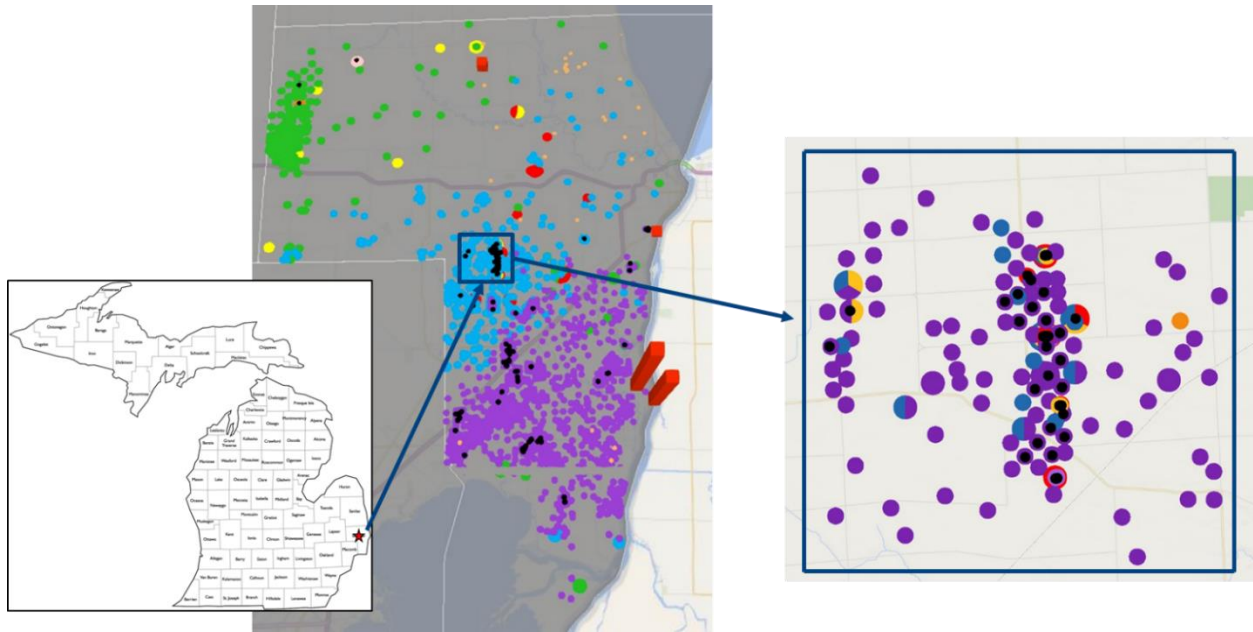 Houghton
Ontonagon
Baraga
Gogebic
Iron
Marquette
Alger
Luce
Chippewa
Schoolcraft
Mackinac
Dickinson
Delta
Menominee
Cheboygan
Presque Isle
Charlevoix
Antrim
Otsego
Montmorency
Alpena
Leelanau
Benzie
Grand
Traverse
Kalkaska
Crawford
Oscoda
Alcona
Manistee
Wexford
Missaukee
Roscommon
Ogemaw
Iosco
Arenac
Mason
Lake
Osceola
Clare
Gladwin
Huron
Oceana
Newaygo
Mecosta
Isabella
Midland
Bay
Tuscola
Sanilac
Muskegon
Montcalm
Gratiot
Saginaw
Ottawa
Kent
Ionia
Clinton
Shiawassee
Genesee
Lapeer
Macomb
Oakland
Allegan
Barry
Eaton
Ingham
Livingston
Van Buren
Kalamazoo
Calhoun
Jackson
Washtenaw
Wayne
Berrien
Cass
St Joseph
Branch
Hillsdale
Lenawee
Monroe